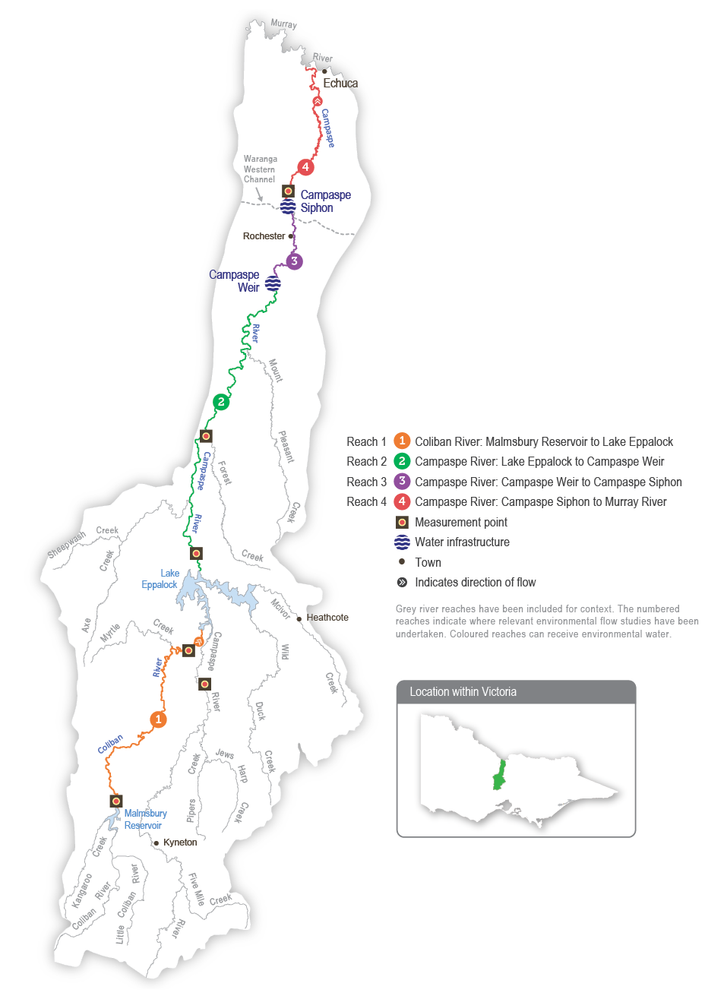 Murray
River
Echuca
Campaspe
4
Waranga
Western
Channel
Campaspe
Siphon
Rochester
3
Campaspe
Weir
River
Mount
2
Pleasant
Campaspe
Forest
Creek
River
Sheepwash
Creek
Creek
Creek
Lake
Eppalock
McIvor
Heathcote
Axe
Myrtle
Creek
Campaspe
Wild
River
Creek
River
Duck
1
Coliban
Creek
Jews
Harp
Creek
Creek
Pipers
Malmsbury
Reservoir
Kyneton
Creek
Kangaroo
River
Coliban
River
Coliban
Little
Five Mile
Creek
River
Reach 1 1 Coliban River: Malmsbury Reservoir to Lake Eppalock
Reach 2 2 Campaspe River: Lake Eppalock to Campaspe Weir
Reach 3 3 Campaspe River: Campaspe Weir to Campaspe Siphon
Reach 4 4 Campaspe River: Campaspe Siphon to Murray River
Measurement point
Water infrastructure
Town
Indicates direction of flow
Grey river reaches have been included for context. The numbered
reaches indicate where relevant environmental flow studies have been
undertaken. Coloured reaches can receive environmental water.
Location within Victoria